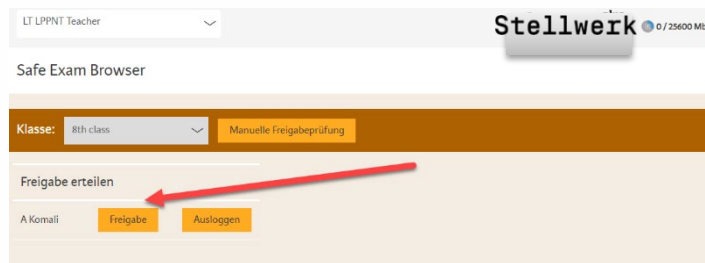 LT LPPNT Teacher
Stellwerk
0 / 25600 Mb
Safe Exam Browser
Klasse: 8th class Manuelle Freigabeprüfung
Freigabe erteilen
A Komali Freigabe Ausloggen